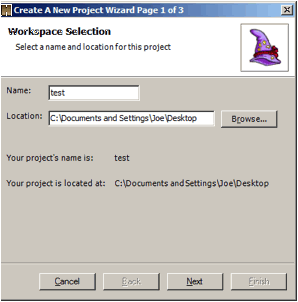 Create A New Project Wizard Page 1 of 3
Workspace Selection
Select a name and location for this project
Name: test
Location: C:\Documents and Settings\Joe\Desktop Browse...
Your project's name is: test
Your project is located at: C:\Documents and Settings\Joe\Desktop
Cancel Back Next Finish